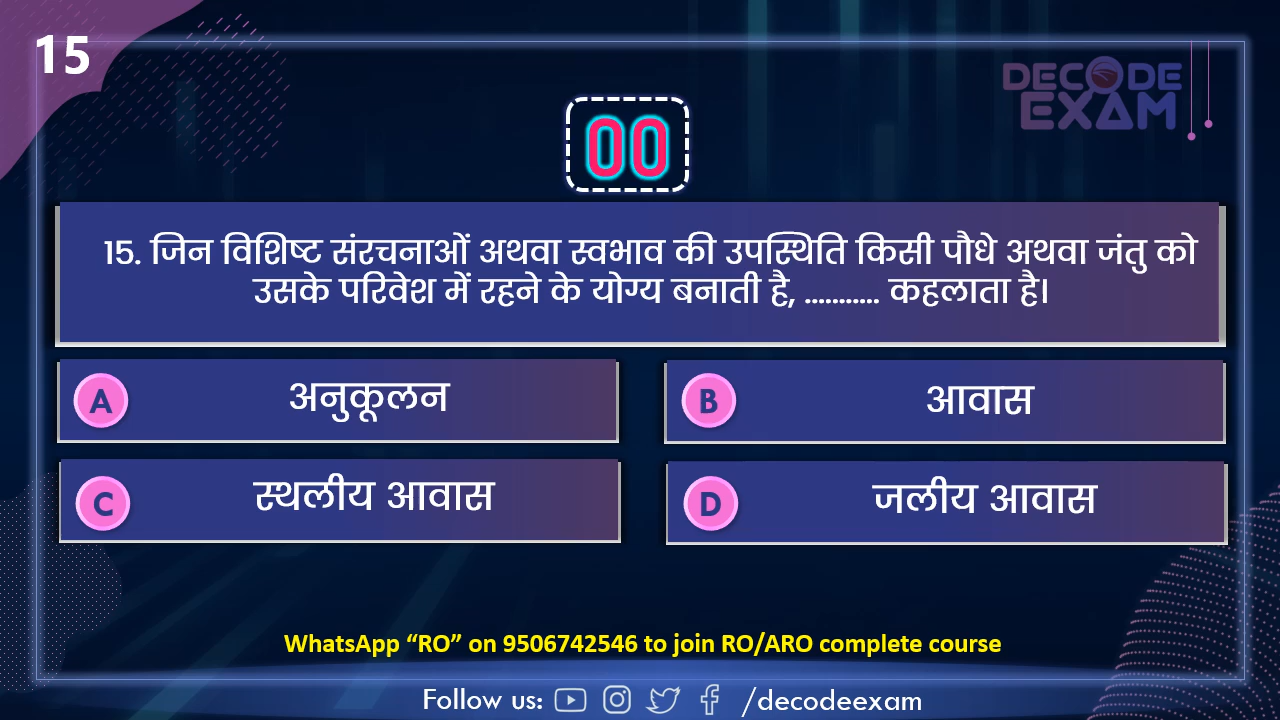 15
DECODE
EXAM
00
15. जिन विशिष्ट संरचनाओं अथवा स्वभाव की उपस्थिति किसी पौधे अथवा जंतु को
उसके परिवेश में रहने के योग्य बनाती है, ........... कहलाता है।
A अनुकूलन
B आवास
C स्थलीय आवास
D जलीय आवास
WhatsApp “RO” on 9506742546 to join RO/ARO complete course
Follow us: /decodeexam